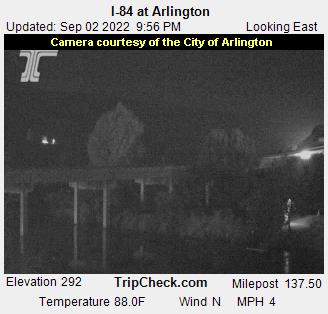 I-84 at Arlington
Updated: Sep 02 2022 9:56 PM Looking East
Camera courtesy of the City of Arlington
Elevation 292 TripCheck.com Milepost 137.50
Temperature 88.0F Wind N MPH 4